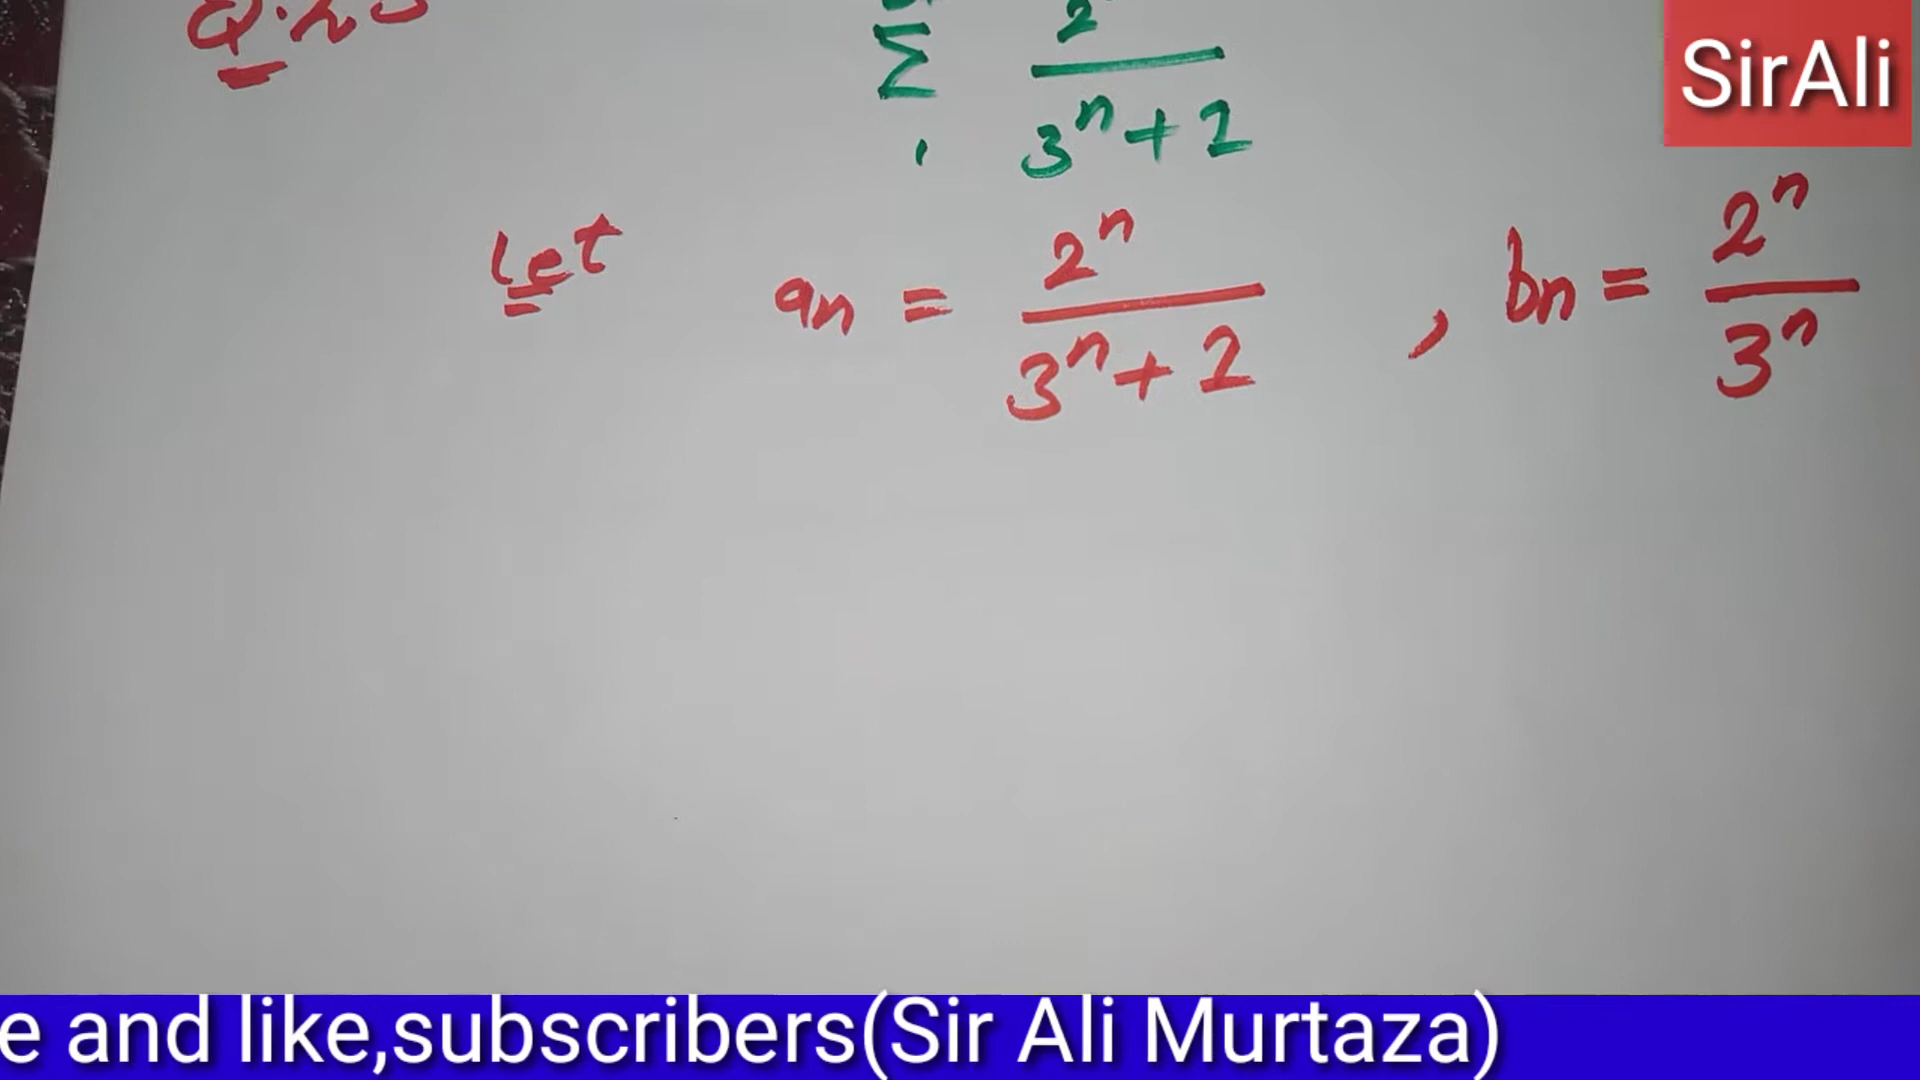 SirAli
∑ 2ⁿ / 3ⁿ+2
Let an = 2ⁿ / 3ⁿ+2 , bn = 2ⁿ / 3ⁿ
e and like,subscribers(Sir Ali Murtaza)